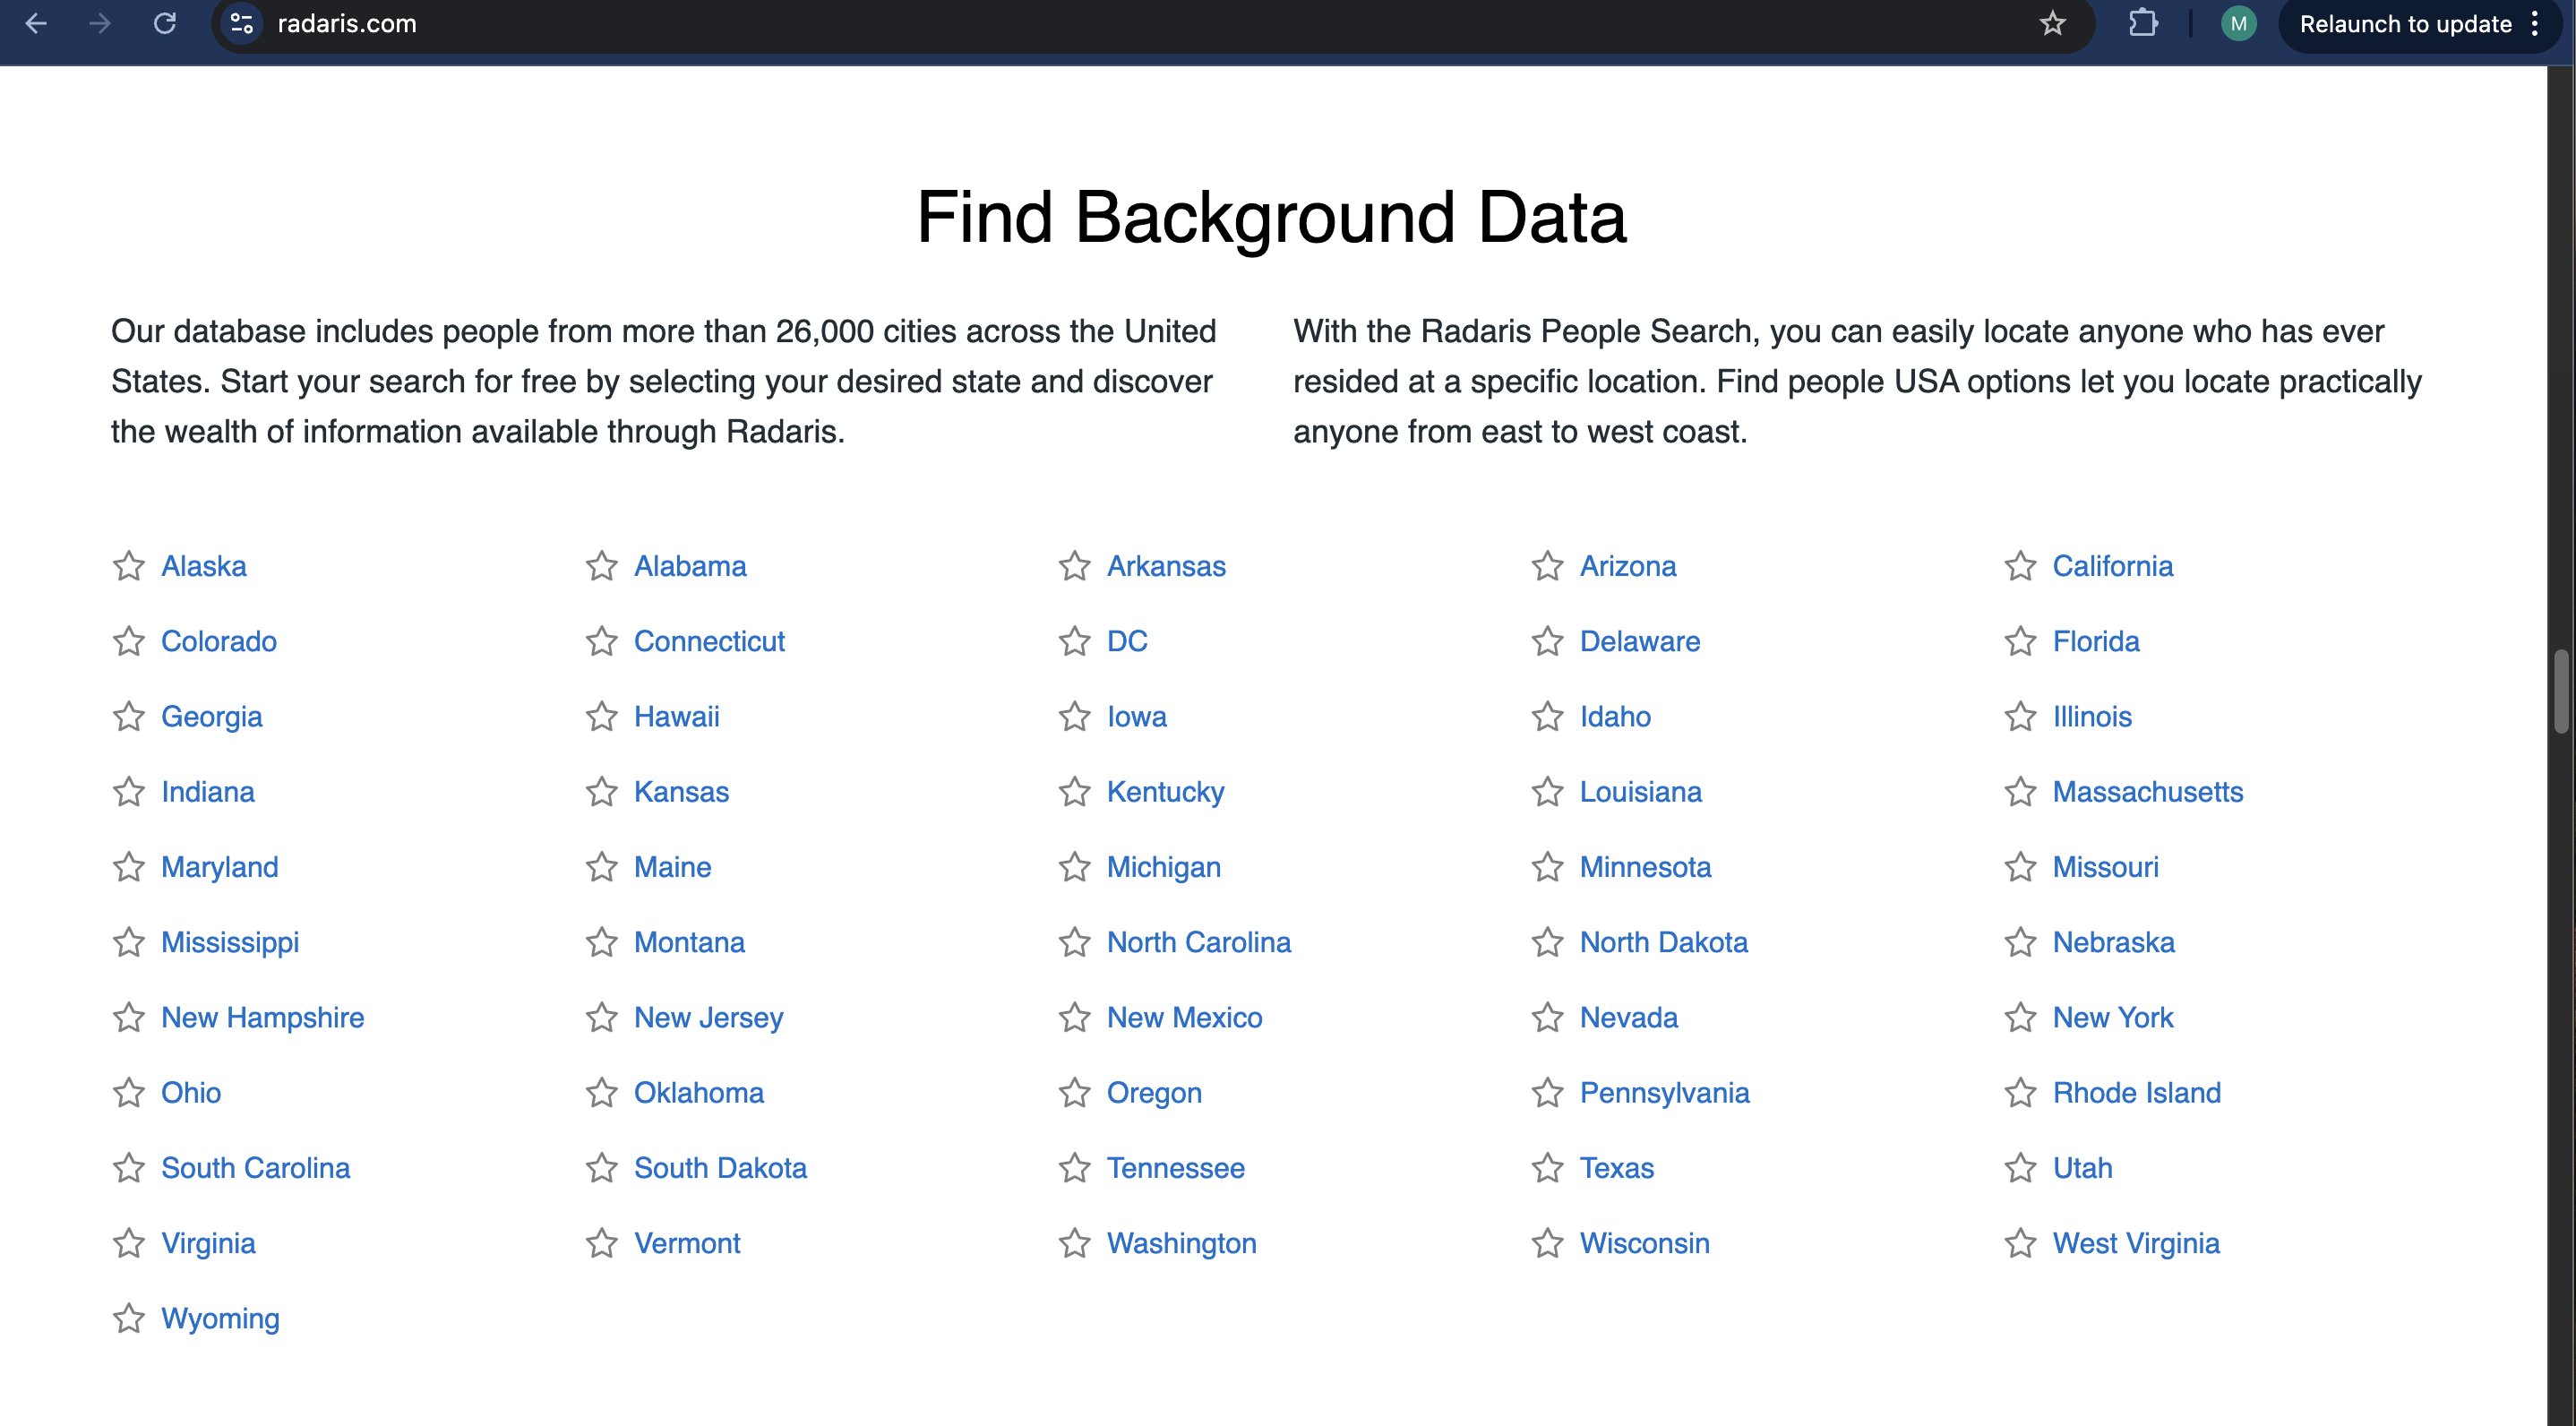 radaris.com
M
Relaunch to update
Find Background Data
Our database includes people from more than 26,000 cities across the United
States. Start your search for free by selecting your desired state and discover
the wealth of information available through Radaris.
With the Radaris People Search, you can easily locate anyone who has ever
resided at a specific location. Find people USA options let you locate practically
anyone from east to west coast.
Alaska
Alabama
Arkansas
Arizona
California
Colorado
Connecticut
DC
Delaware
Florida
Georgia
Hawaii
Iowa
Idaho
Illinois
Indiana
Kansas
Kentucky
Louisiana
Massachusetts
Maryland
Maine
Michigan
Minnesota
Missouri
Mississippi
Montana
North Carolina
North Dakota
Nebraska
New Hampshire
New Jersey
New Mexico
Nevada
New York
Ohio
Oklahoma
Oregon
Pennsylvania
Rhode Island
South Carolina
South Dakota
Tennessee
Texas
Utah
Virginia
Vermont
Washington
Wisconsin
West Virginia
Wyoming